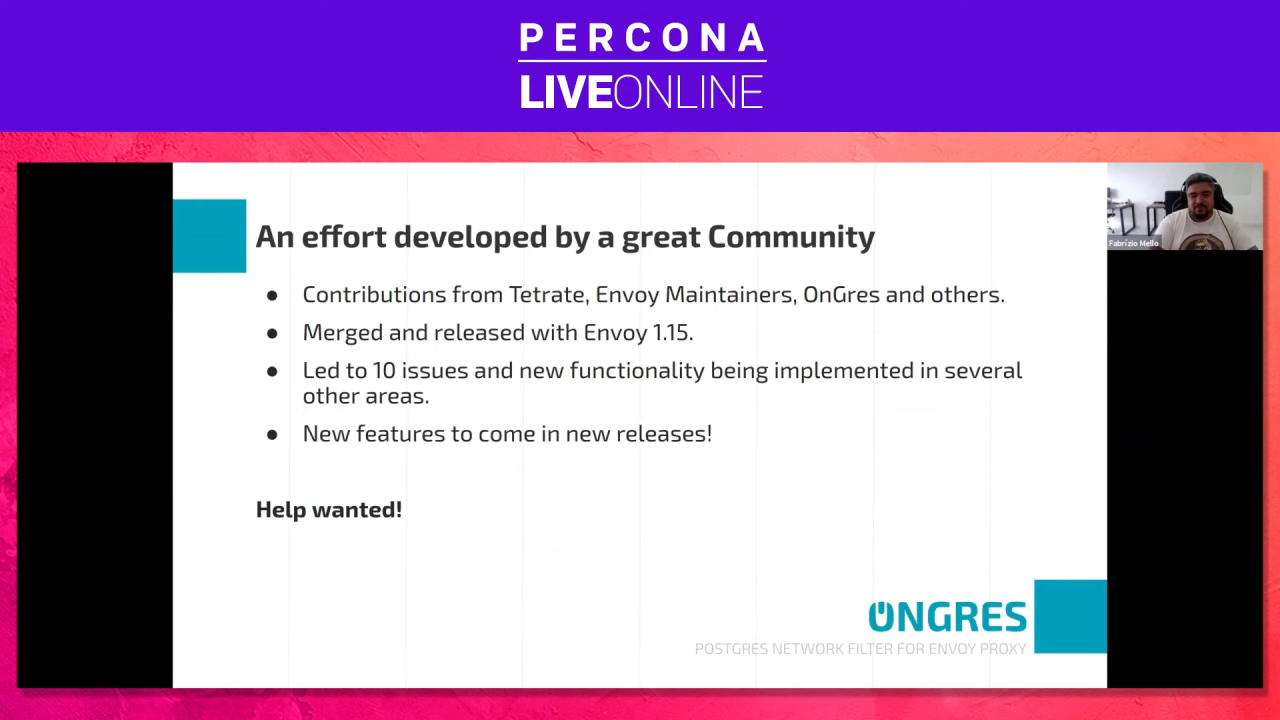 PERCONA
LIVEONLINE
An effort developed by a great Community
● Contributions from Tetrate, Envoy Maintainers, OnGres and others.
● Merged and released with Envoy 1.15.
● Led to 10 issues and new functionality being implemented in several
other areas.
● New features to come in new releases!
Help wanted!
ONGRES
POSTGRES NETWORK FILTER FOR ENVOY PROXY
Fabrízio Mello